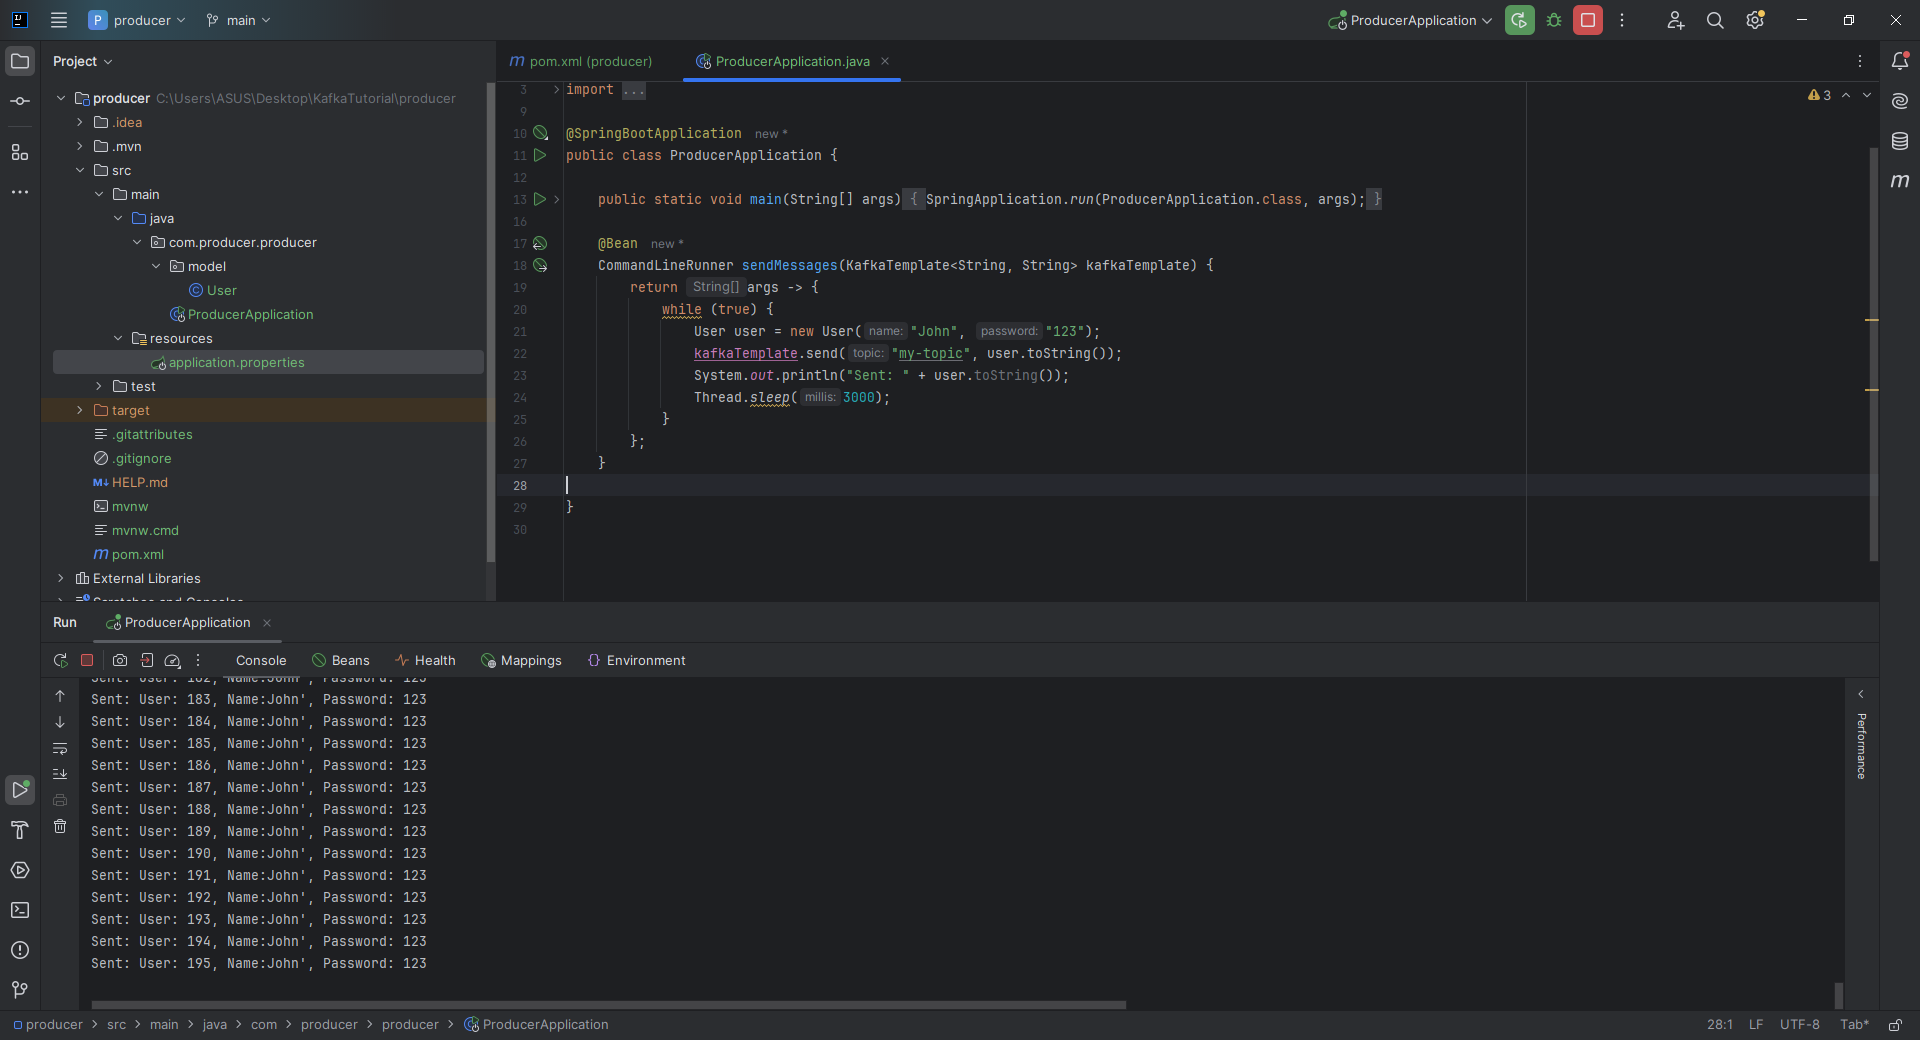 P producer
main
ProducerApplication
Project
pom.xml (producer)
ProducerApplication.java
producer C:\Users\ASUS\Desktop\KafkaTutorial\producer
.idea
.mvn
src
main
java
com.producer.producer
model
User
ProducerApplication
resources
application.properties
test
target
.gitattributes
.gitignore
HELP.md
mvnw
mvnw.cmd
pom.xml
External Libraries
Scratches and Consoles
3 import ...
3
9
10 @SpringBootApplication new *
11 public class ProducerApplication {
12
13 public static void main(String[] args) { SpringApplication.run(ProducerApplication.class, args); }
16
17 @Bean new *
18 CommandLineRunner sendMessages(KafkaTemplate<String, String> kafkaTemplate) {
19 return String[] args -> {
20 while (true) {
21 User user = new User( name: "John", password: "123");
22 kafkaTemplate.send( topic: "my-topic", user.toString());
23 System.out.println("Sent: " + user.toString());
24 Thread.sleep( millis: 3000);
25 }
26 };
27 }
28
29 }
30
Run
ProducerApplication
Console
Beans
Health
Mappings
Environment
Sent: User: 182, Name:John', Password: 123
Sent: User: 183, Name:John', Password: 123
Sent: User: 184, Name:John', Password: 123
Sent: User: 185, Name:John', Password: 123
Sent: User: 186, Name:John', Password: 123
Sent: User: 187, Name:John', Password: 123
Sent: User: 188, Name:John', Password: 123
Sent: User: 189, Name:John', Password: 123
Sent: User: 190, Name:John', Password: 123
Sent: User: 191, Name:John', Password: 123
Sent: User: 192, Name:John', Password: 123
Sent: User: 193, Name:John', Password: 123
Sent: User: 194, Name:John', Password: 123
Sent: User: 195, Name:John', Password: 123
Performance
producer > src > main > java > com > producer > producer > ProducerApplication
28:1 LF UTF-8 Tab*